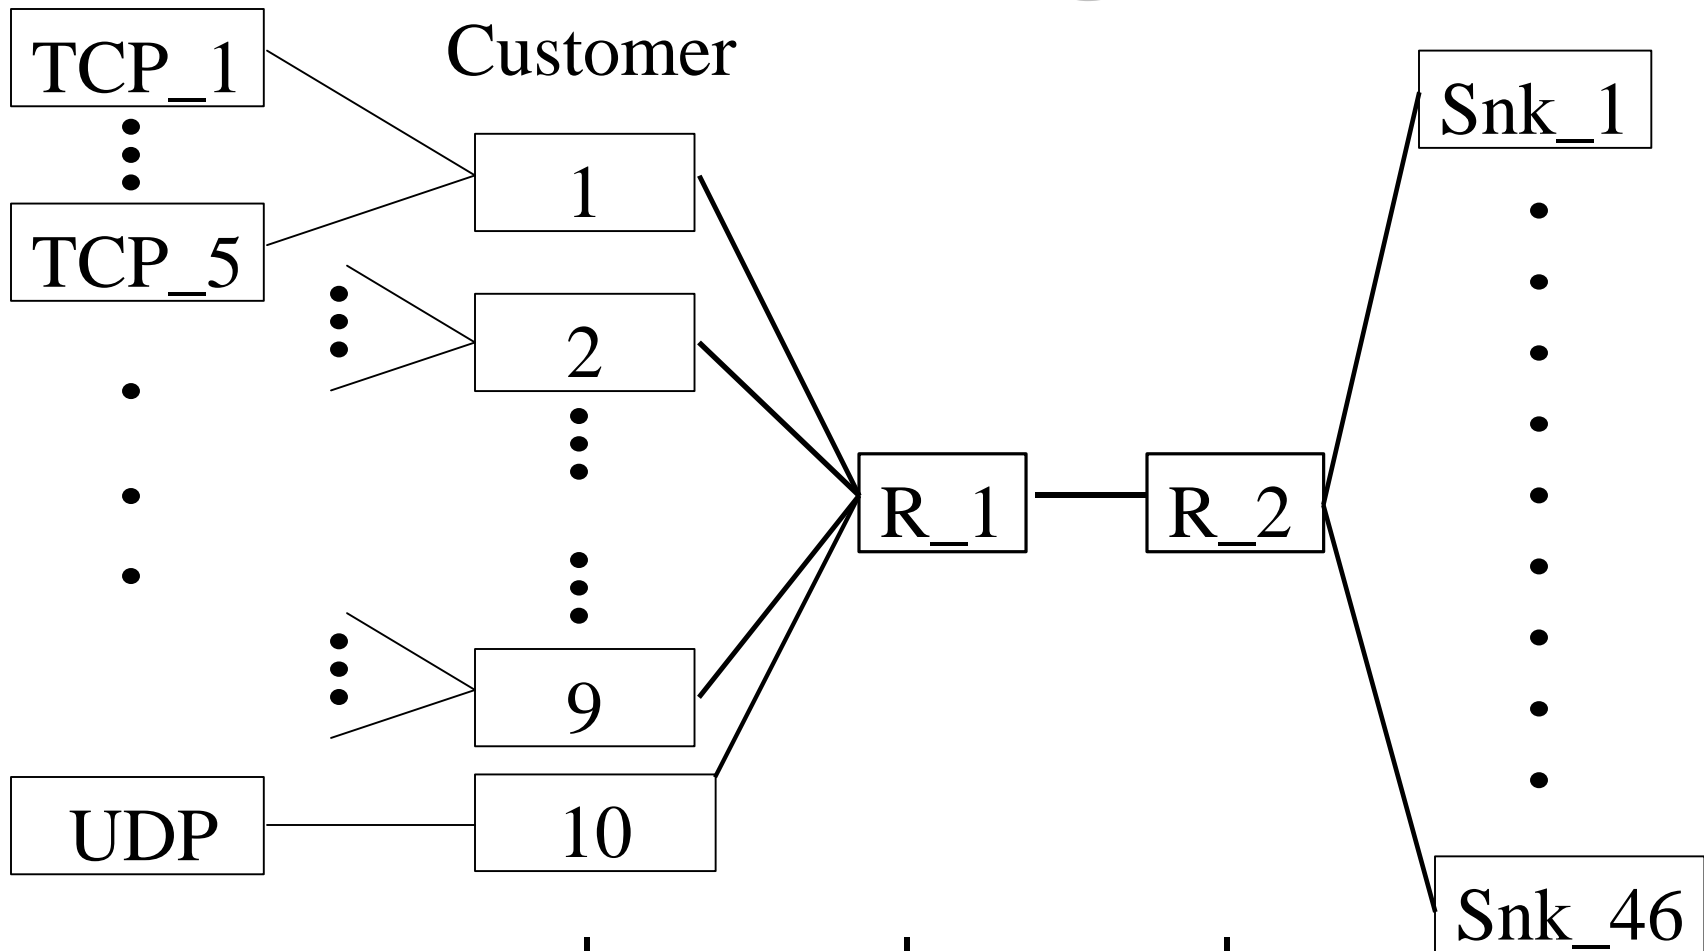 TCP_1
Customer
Snk_1
1
TCP_5
2
R_1
R_2
9
UDP
10
Snk_46